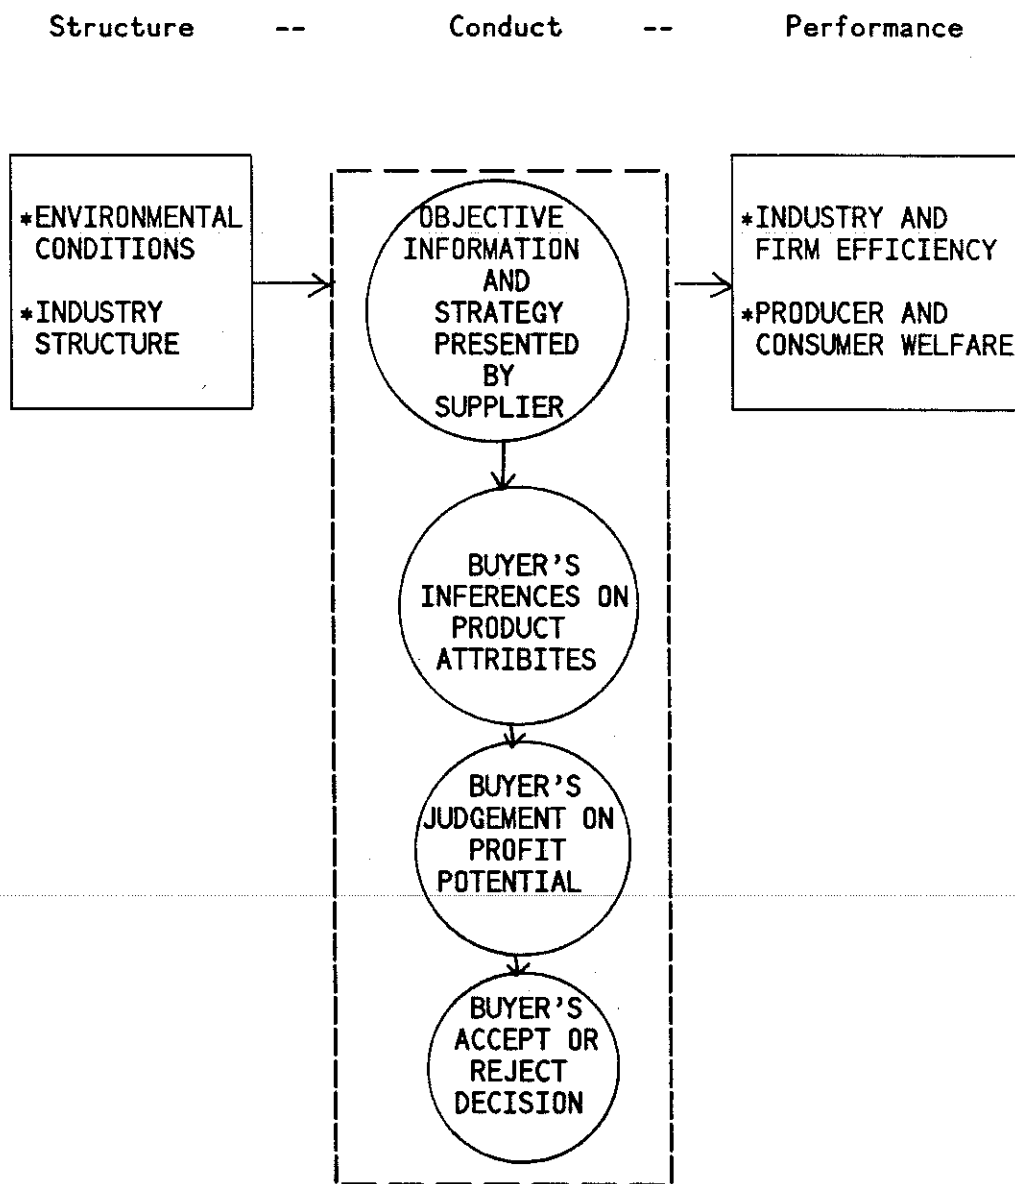 Structure -- Conduct -- Performance
*ENVIRONMENTAL
CONDITIONS
*INDUSTRY
STRUCTURE
OBJECTIVE
INFORMATION
AND
STRATEGY
PRESENTED
BY
SUPPLIER
BUYER'S
INFERENCES ON
PRODUCT
ATTRIBITES
BUYER'S
JUDGEMENT ON
PROFIT
POTENTIAL
BUYER'S
ACCEPT OR
REJECT
DECISION
*INDUSTRY AND
FIRM EFFICIENCY
*PRODUCER AND
CONSUMER WELFARE